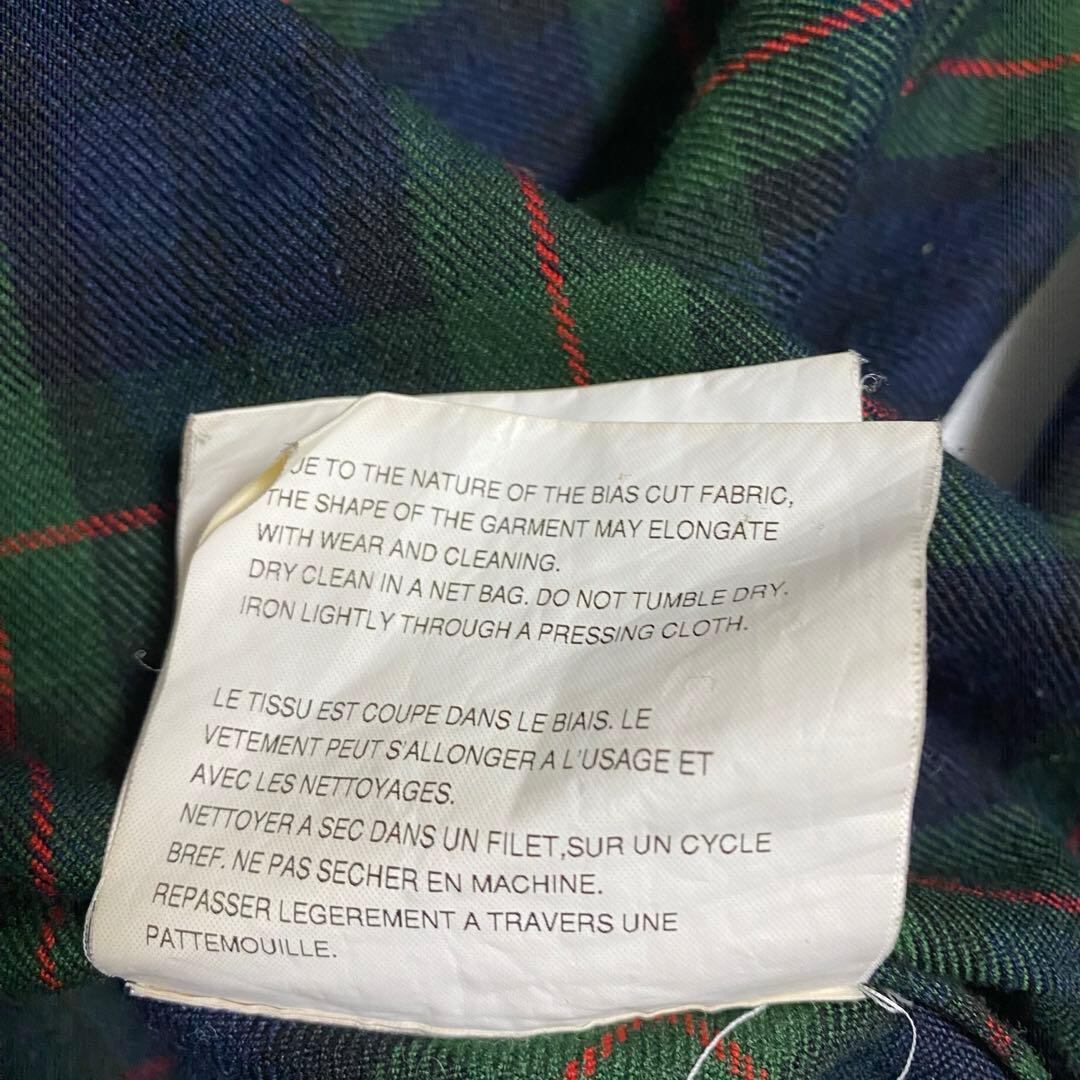 UE TO THE NATURE OF THE BIAS CUT FABRIC,
THE SHAPE OF THE GARMENT MAY ELONGATE
WITH WEAR AND CLEANING.
DRY CLEAN IN A NET BAG. DO NOT TUMBLE DRY.
IRON LIGHTLY THROUGH A PRESSING CLOTH.
LE TISSU EST COUPE DANS LE BIAIS. LE
VETEMENT PEUT S'ALLONGER A L'USAGE ET
AVEC LES NETTOYAGES.
NETTOYER A SEC DANS UN FILET,SUR UN CYCLE
BREF. NE PAS SECHER EN MACHINE.
REPASSER LEGEREMENT A TRAVERS UNE
PATTEMOUILLE.